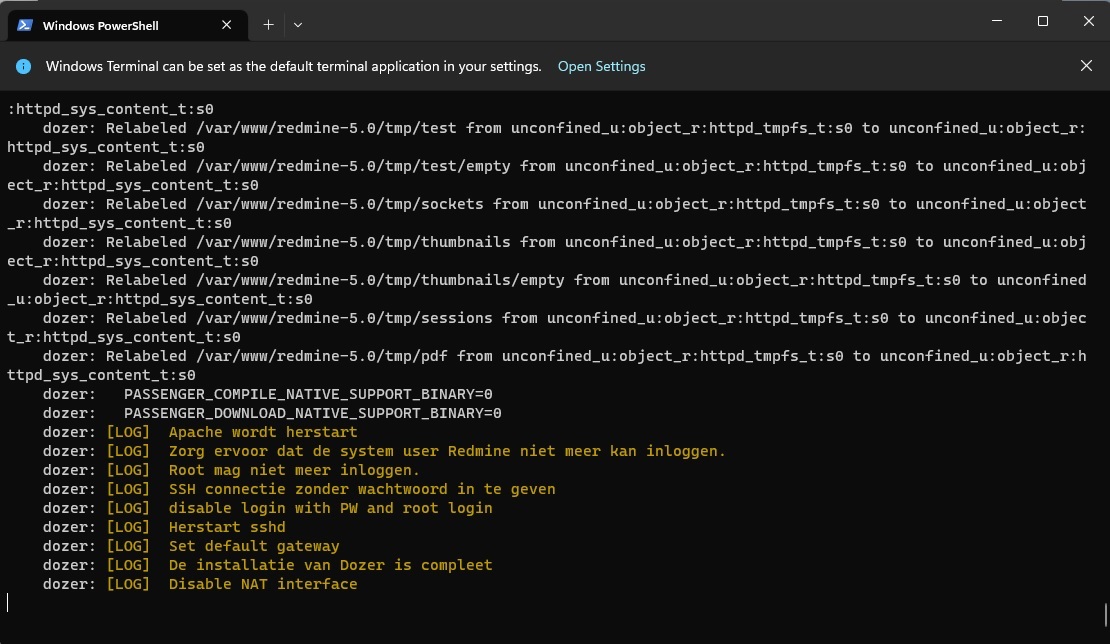 Windows PowerShell
Windows Terminal can be set as the default terminal application in your settings. Open Settings
:httpd_sys_content_t:s0
    dozer: Relabeled /var/www/redmine-5.0/tmp/test from unconfined_u:object_r:httpd_tmpfs_t:s0 to unconfined_u:object_r:
httpd_sys_content_t:s0
    dozer: Relabeled /var/www/redmine-5.0/tmp/test/empty from unconfined_u:object_r:httpd_tmpfs_t:s0 to unconfined_u:obj
ect_r:httpd_sys_content_t:s0
    dozer: Relabeled /var/www/redmine-5.0/tmp/sockets from unconfined_u:object_r:httpd_tmpfs_t:s0 to unconfined_u:object
_r:httpd_sys_content_t:s0
    dozer: Relabeled /var/www/redmine-5.0/tmp/thumbnails from unconfined_u:object_r:httpd_tmpfs_t:s0 to unconfined_u:obj
ect_r:httpd_sys_content_t:s0
    dozer: Relabeled /var/www/redmine-5.0/tmp/thumbnails/empty from unconfined_u:object_r:httpd_tmpfs_t:s0 to unconfined
_u:object_r:httpd_sys_content_t:s0
    dozer: Relabeled /var/www/redmine-5.0/tmp/sessions from unconfined_u:object_r:httpd_tmpfs_t:s0 to unconfined_u:objec
t_r:httpd_sys_content_t:s0
    dozer: Relabeled /var/www/redmine-5.0/tmp/pdf from unconfined_u:object_r:httpd_tmpfs_t:s0 to unconfined_u:object_r:h
ttpd_sys_content_t:s0
    dozer:   PASSENGER_COMPILE_NATIVE_SUPPORT_BINARY=0
    dozer:   PASSENGER_DOWNLOAD_NATIVE_SUPPORT_BINARY=0
    dozer: [LOG]  Apache wordt herstart
    dozer: [LOG]  Zorg ervoor dat de system user Redmine niet meer kan inloggen.
    dozer: [LOG]  Root mag niet meer inloggen.
    dozer: [LOG]  SSH connectie zonder wachtwoord in te geven
    dozer: [LOG]  disable login with PW and root login
    dozer: [LOG]  Herstart sshd
    dozer: [LOG]  Set default gateway
    dozer: [LOG]  De installatie van Dozer is compleet
    dozer: [LOG]  Disable NAT interface